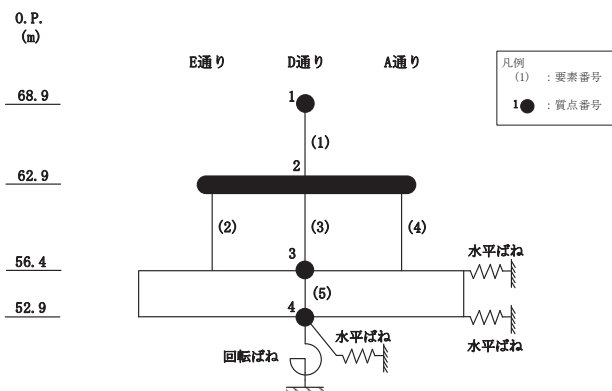 O.P.
(m)
E通り D通り A通り
凡例
(1) :要素番号
1 :質点番号
68.9
1
(1)
62.9
2
(2) (3) (4)
水平ばね
56.4
3
(5)
52.9
4
水平ばね
水平ばね
回転ばね